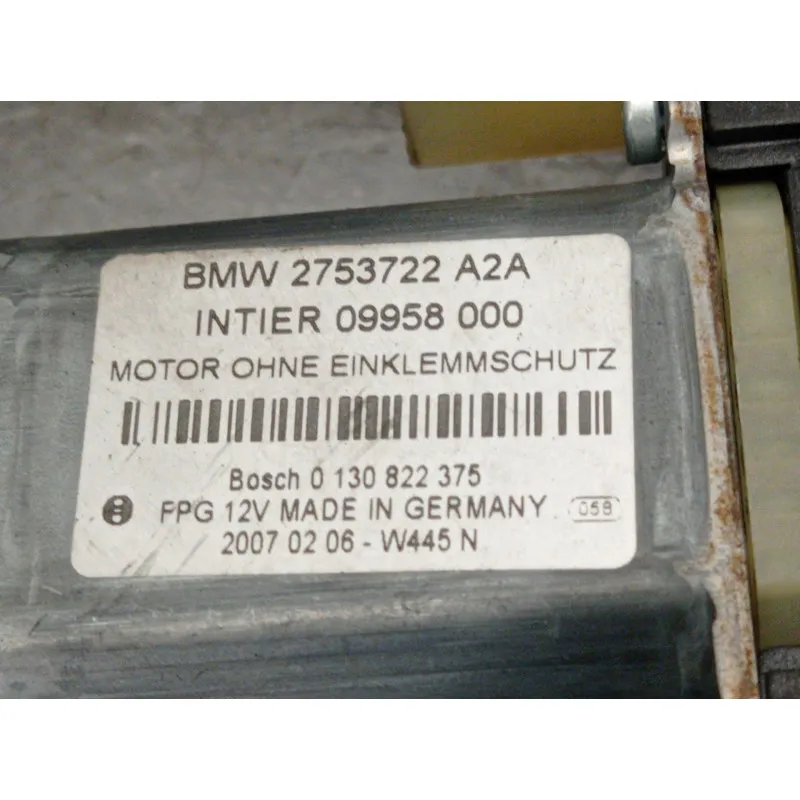 BMW 2753722 A2A
INTIER 09958 000
MOTOR OHNE EINKLEMMSCHUTZ
Bosch 0 130 822 375
FPG 12V MADE IN GERMANY 058
2007 02 06 - W445 N